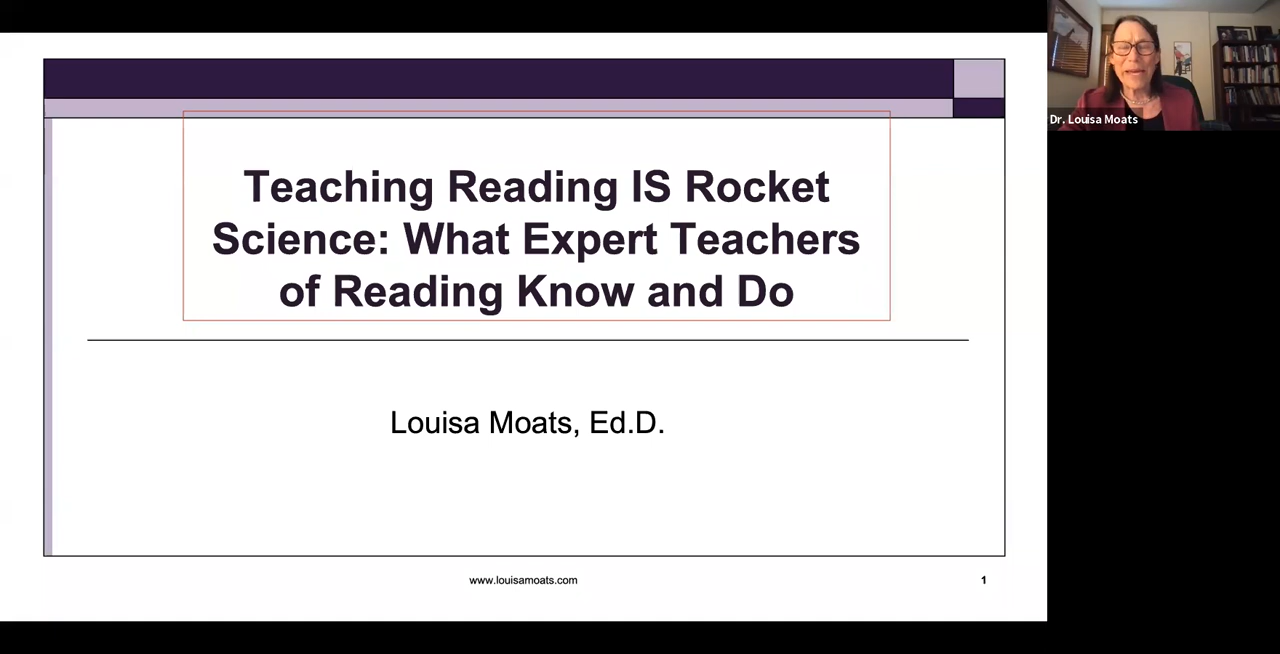 Teaching Reading IS Rocket
Science: What Expert Teachers
of Reading Know and Do
Louisa Moats, Ed.D.
www.louisamoats.com
1
Dr. Louisa Moats